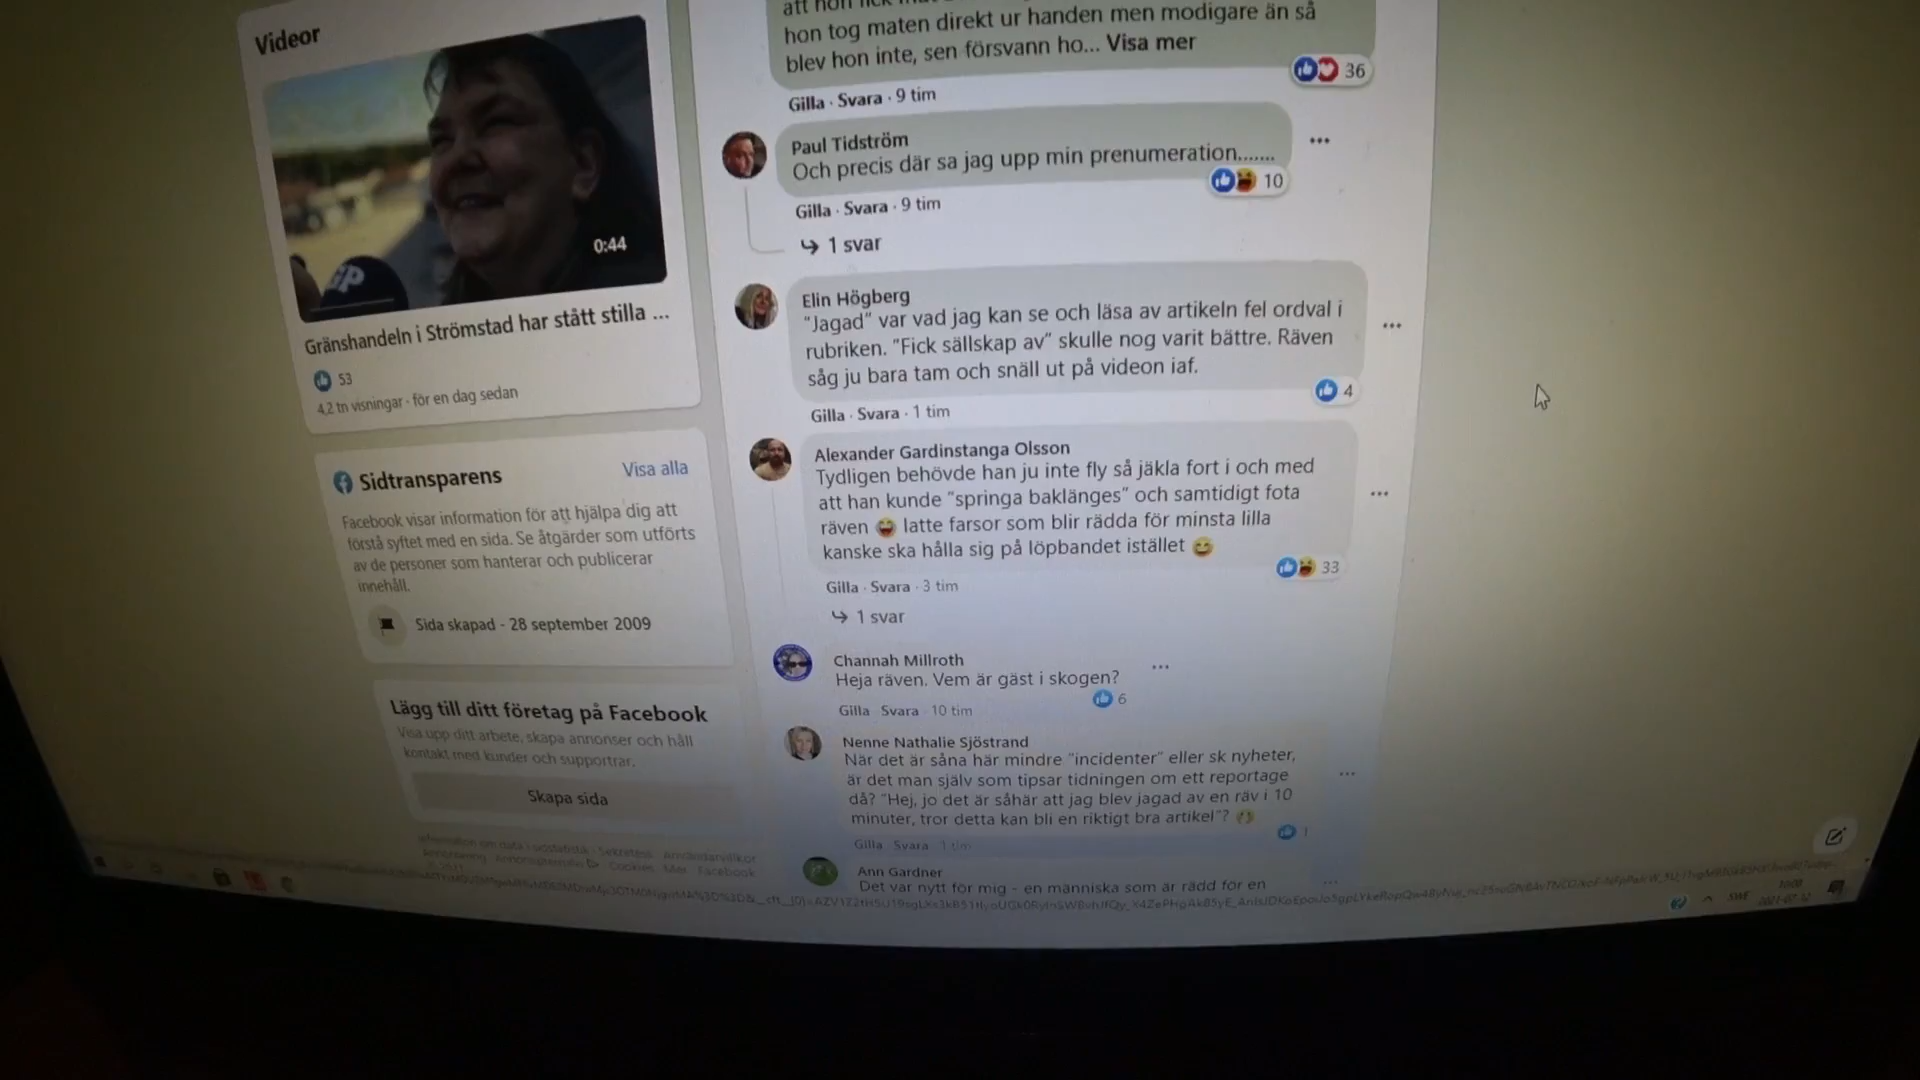 Videor
0:44
GP
Gränshandeln i Strömstad har stått stilla ...
53
4,2 tn visningar · för en dag sedan
Sidtransparens
Visa alla
Facebook visar information för att hjälpa dig att
förstå syftet med en sida. Se åtgärder som utförts
av de personer som hanterar och publicerar
innehåll.
Sida skapad - 28 september 2009
Lägg till ditt företag på Facebook
Visa upp ditt arbete, skapa annonser och håll
kontakt med kunder och supportrar.
Skapa sida
Information om data i sidstatistik · Sekretess · Användarvillkor
Annonsering · Cookies · Mer · Facebook
att hon fick
hon tog maten direkt ur handen men modigare än så
blev hon inte, sen försvann ho... Visa mer
36
Gilla · Svara · 9 tim
Paul Tidström
Och precis där sa jag upp min prenumeration.......
10
Gilla · Svara · 9 tim
1 svar
Elin Högberg
"Jagad" var vad jag kan se och läsa av artikeln fel ordval i
rubriken. "Fick sällskap av" skulle nog varit bättre. Räven
såg ju bara tam och snäll ut på videon iaf.
4
Gilla · Svara · 1 tim
Alexander Gardinstanga Olsson
Tydligen behövde han ju inte fly så jäkla fort i och med
att han kunde "springa baklänges" och samtidigt fota
räven 😄 latte farsor som blir rädda för minsta lilla
kanske ska hålla sig på löpbandet istället 😄
33
Gilla · Svara · 3 tim
1 svar
Channah Millroth
Heja räven. Vem är gäst i skogen?
6
Gilla · Svara · 10 tim
Nenne Nathalie Sjöstrand
När det är såna här mindre "incidenter" eller sk nyheter,
är det man själv som tipsar tidningen om ett reportage
då? "Hej, jo det är såhär att jag blev jagad av en räv i 10
minuter, tror detta kan bli en riktigt bra artikel"?
1
Gilla · Svara · 1 tim
Ann Gardner
Det var nytt för mig - en människa som är rädd för en
SWE